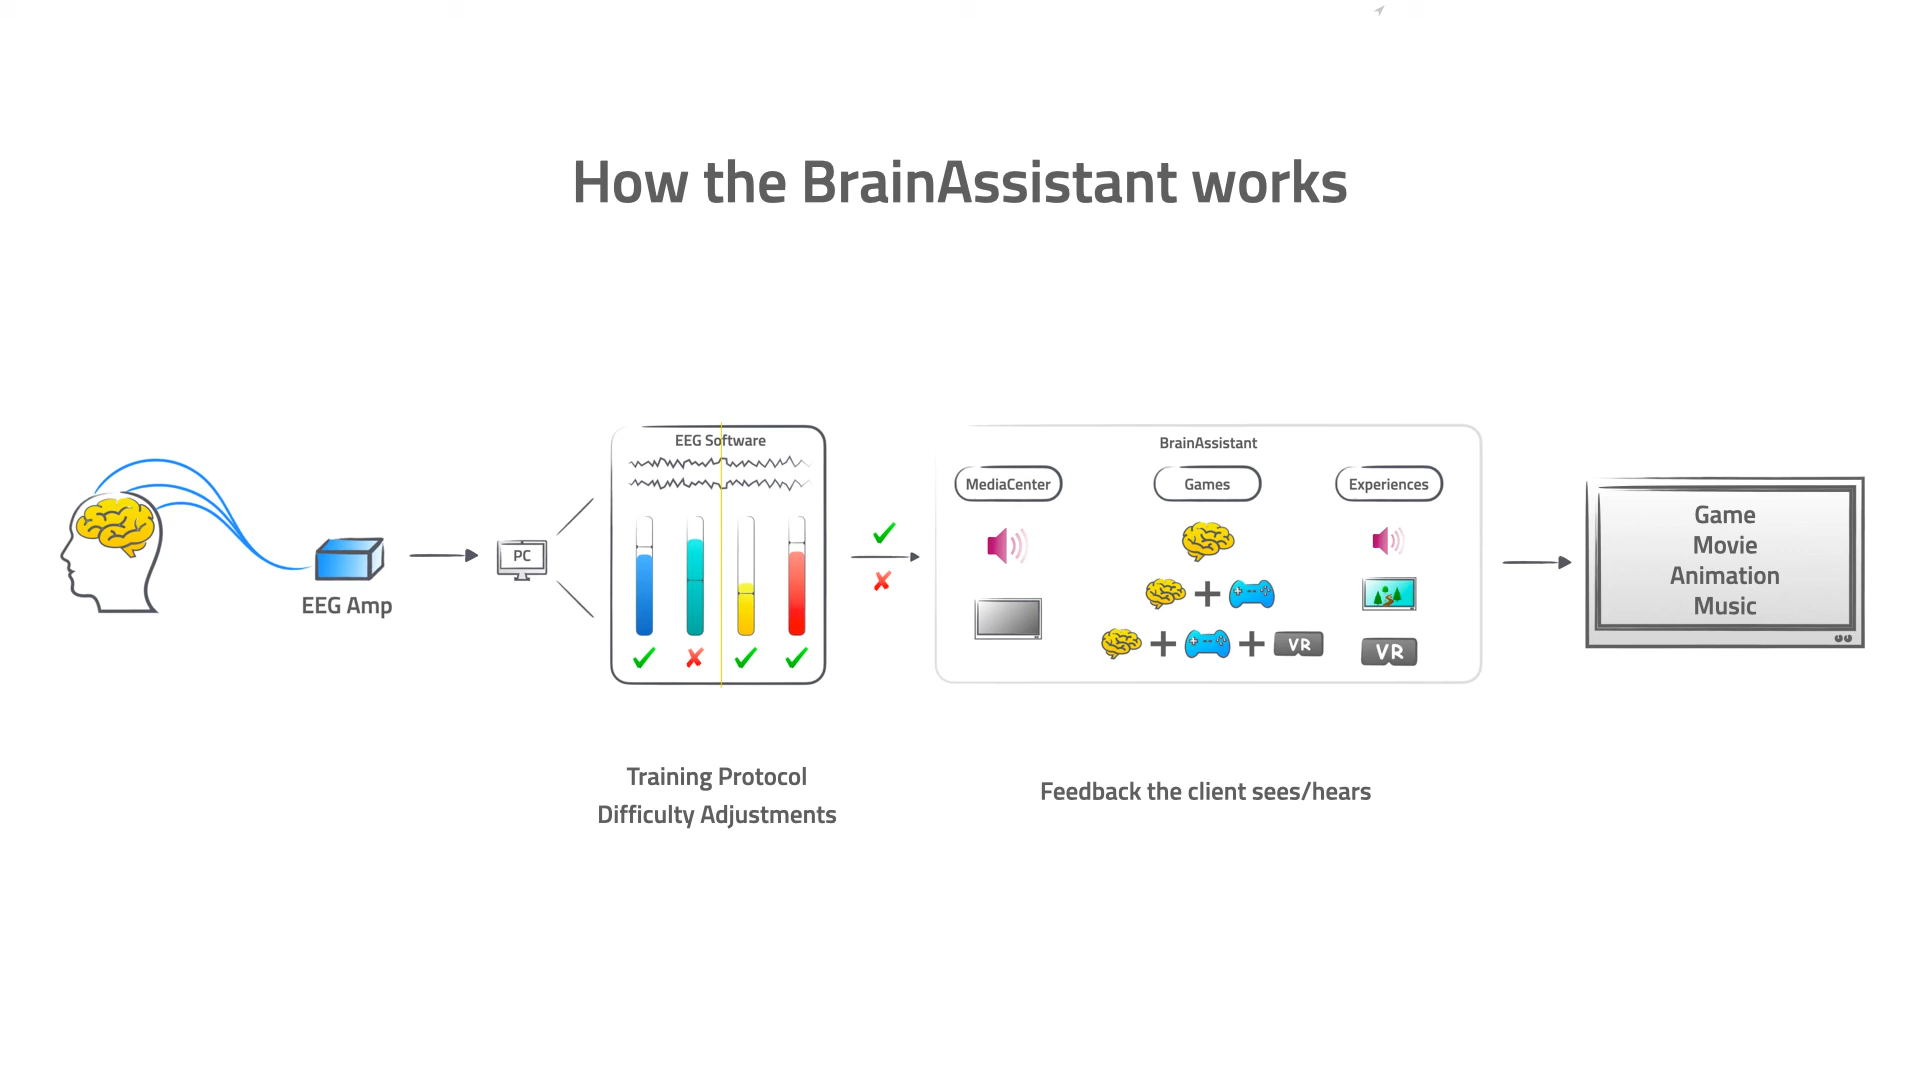 How the BrainAssistant works
EEG Amp
PC
EEG Software
BrainAssistant
MediaCenter
Games
Experiences
VR
VR
Game
Movie
Animation
Music
Training Protocol
Difficulty Adjustments
Feedback the client sees/hears